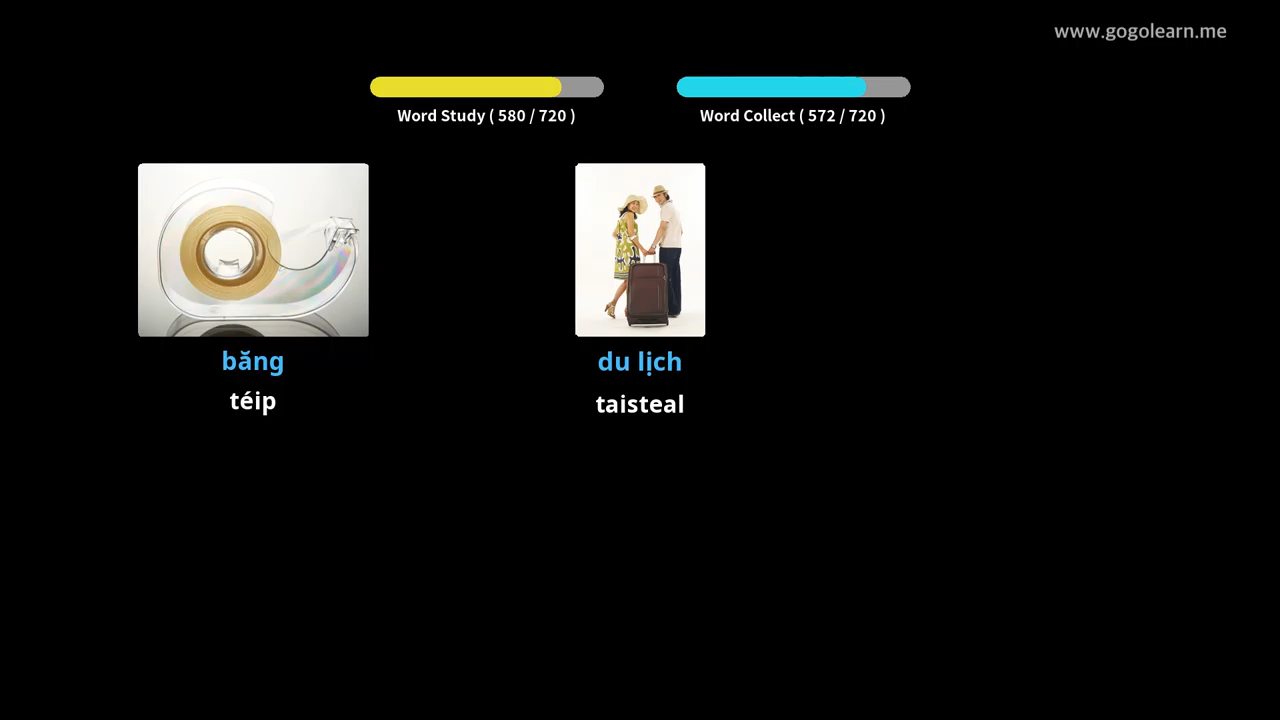 www.gogolearn.me
Word Study ( 580 / 720 )
Word Collect ( 572 / 720 )
băng
téip
du lịch
taisteal